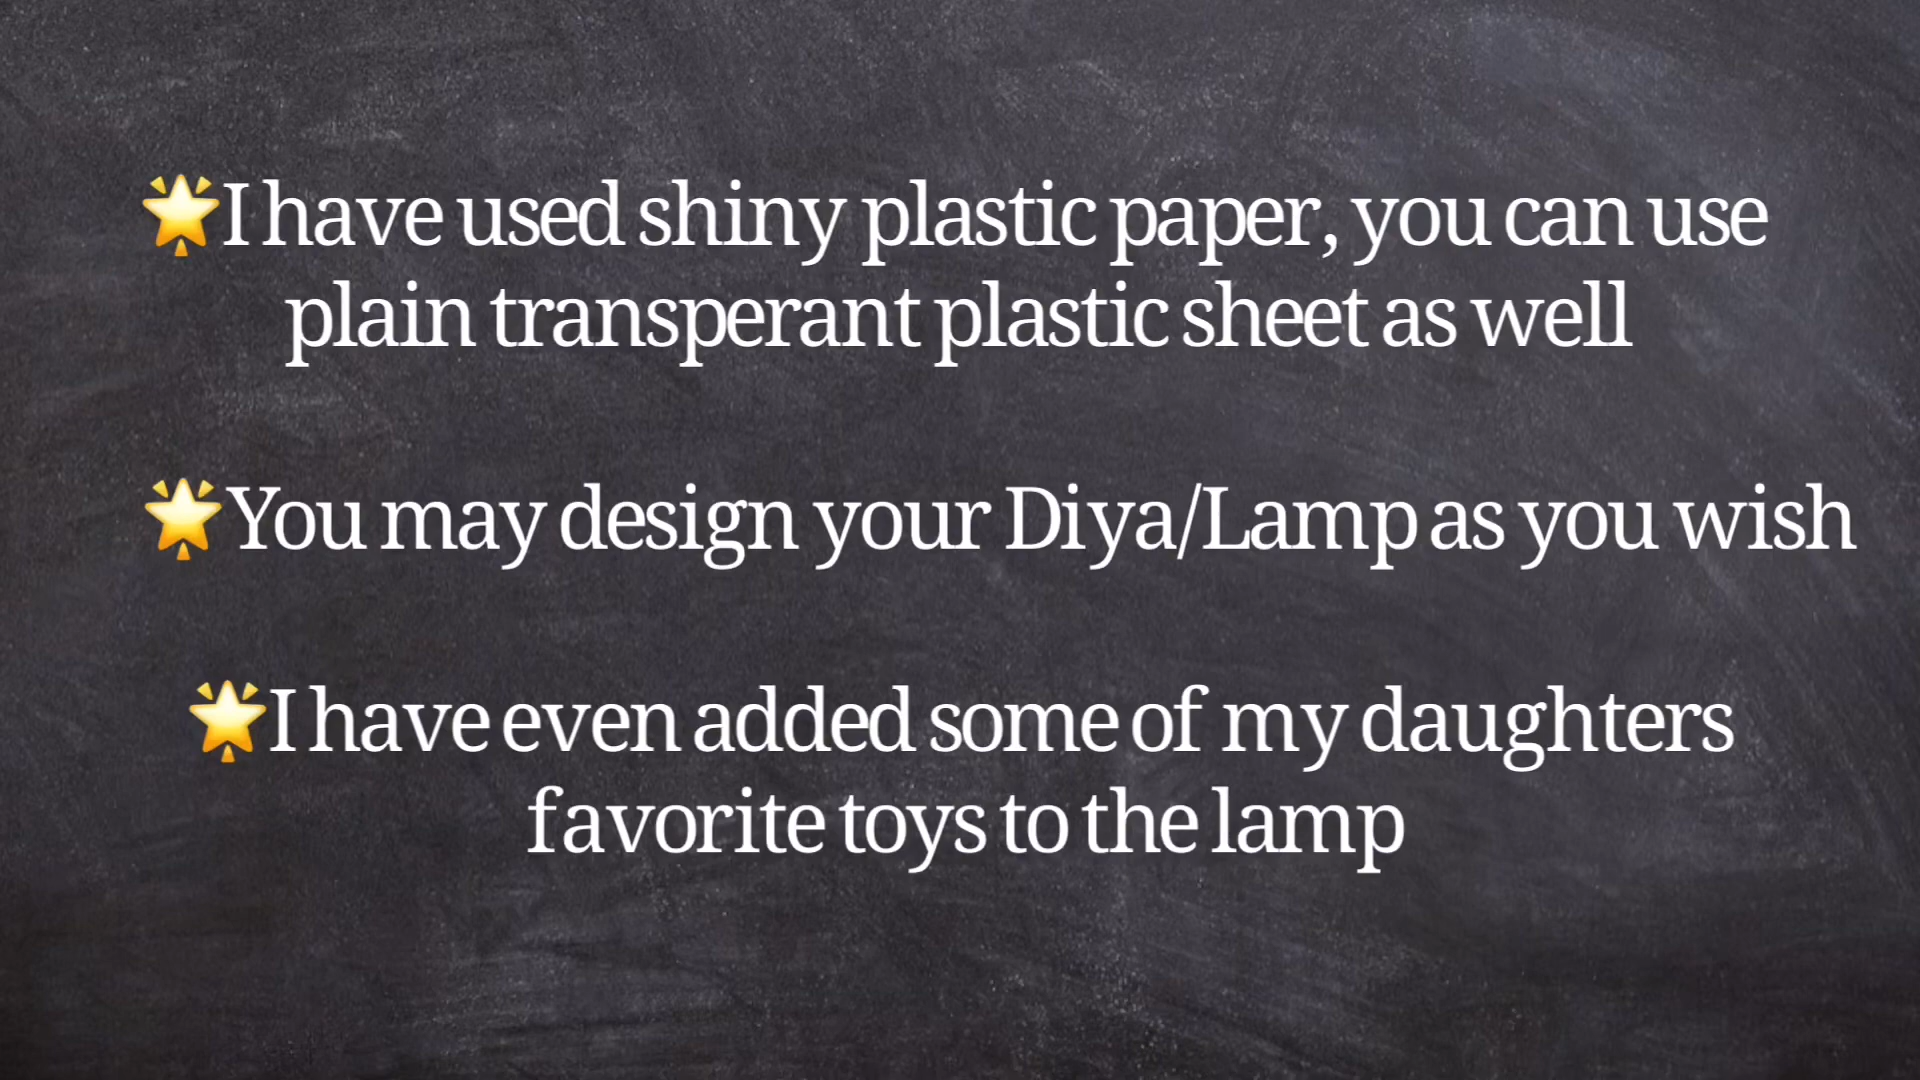 🌟I have used shiny plastic paper, you can use
plain transperant plastic sheet as well
🌟You may design your Diya/Lamp as you wish
🌟I have even added some of my daughters
favorite toys to the lamp